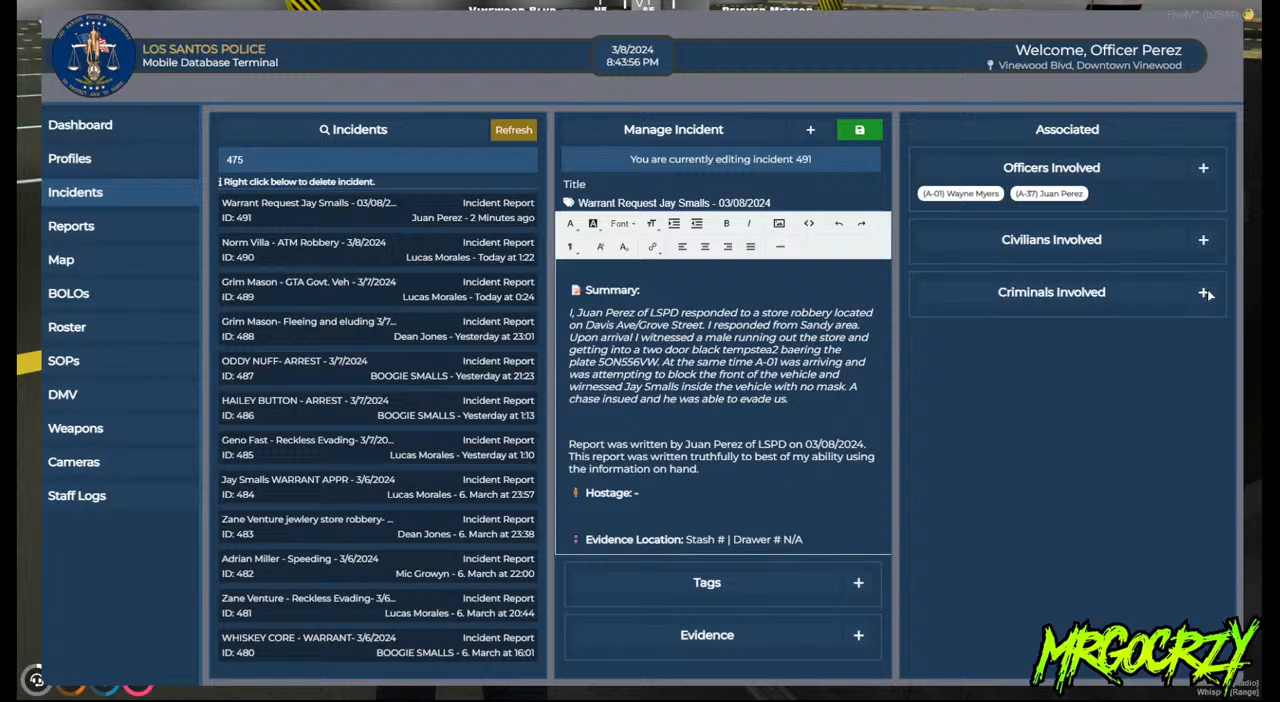 VINEWOOD BLVD
LOS SANTOS POLICE
Mobile Database Terminal
3/8/2024
8:43:56 PM
Welcome, Officer Perez
Vinewood Blvd, Downtown Vinewood
Dashboard
Profiles
Incidents
Reports
Map
BOLOs
Roster
SOPs
DMV
Weapons
Cameras
Staff Logs
Incidents
Refresh
475
Right click below to delete incident.
Warrant Request Jay Smalls - 03/08/2... Incident Report
ID: 491 Juan Perez - 2 Minutes ago
Norm Villa - ATM Robbery - 3/8/2024 Incident Report
ID: 490 Lucas Morales - Today at 1:22
Grim Mason - GTA Govt. Veh - 3/7/2024 Incident Report
ID: 489 Lucas Morales - Today at 0:24
Grim Mason- Fleeing and eluding 3/7... Incident Report
ID: 488 Dean Jones - Yesterday at 23:01
ODDY NUFF- ARREST - 3/7/2024 Incident Report
ID: 487 BOOGIE SMALLS - Yesterday at 21:23
HAILEY BUTTON - ARREST - 3/7/2024 Incident Report
ID: 486 BOOGIE SMALLS - Yesterday at 1:13
Geno Fast - Reckless Evading- 3/7/20... Incident Report
ID: 485 Lucas Morales - Yesterday at 1:10
Jay Smalls WARRANT APPR - 3/6/2024 Incident Report
ID: 484 Lucas Morales - 6. March at 23:57
Zane Venture jewlery store robbery- ... Incident Report
ID: 483 Dean Jones - 6. March at 23:38
Adrian Miller - Speeding - 3/6/2024 Incident Report
ID: 482 Mic Growyn - 6. March at 22:00
Zane Venture - Reckless Evading- 3/6... Incident Report
ID: 481 Lucas Morales - 6. March at 20:44
WHISKEY CORE - WARRANT- 3/6/2024 Incident Report
ID: 480 BOOGIE SMALLS - 6. March at 16:01
Manage Incident +
You are currently editing incident 491
Title
Warrant Request Jay Smalls - 03/08/2024
Font
Summary:
I, Juan Perez of LSPD responded to a store robbery located
on Davis Ave/Grove Street. I responded from Sandy area.
Upon arrival I witnessed a male running out the store and
getting into a two door black tempstea2 baering the
plate 5ON556VW. At the same time A-01 was arriving and
was attempting to block the front of the vehicle and
wirnessed Jay Smalls inside the vehicle with no mask. A
chase insued and he was able to evade us.
Report was written by Juan Perez of LSPD on 03/08/2024.
This report was written truthfully to best of my ability using
the information on hand.
Hostage: -
Evidence Location: Stash # | Drawer # N/A
Tags +
Evidence +
Associated
Officers Involved +
(A-01) Wayne Myers (A-37) Juan Perez
Civilians Involved +
Criminals Involved +
MRGOCRZY
Whisper [Range]